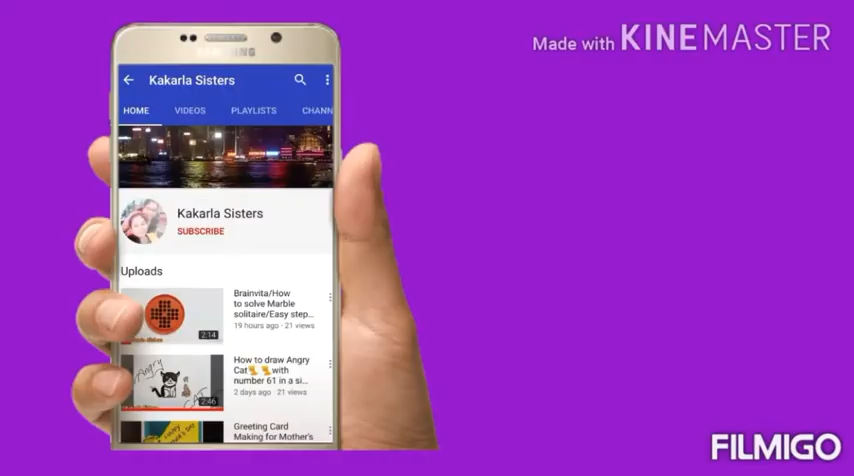 Made with KINEMASTER
SAMSUNG
Kakarla Sisters
HOME VIDEOS PLAYLISTS CHANN
Kakarla Sisters
SUBSCRIBE
Uploads
Brainvita/How
to solve Marble
solitaire/Easy step...
19 hours ago · 21 views
2:14
How to draw Angry
Cat👇👇with
number 61 in a si...
2 days ago · 21 views
Angry
CAT
2:46
Greeting Card
Making for Mother's
FILMIGO